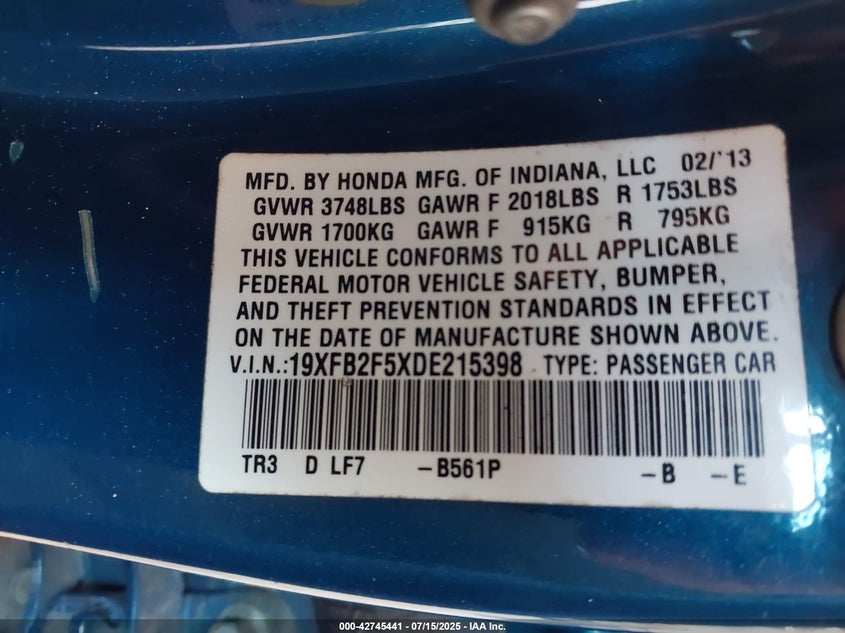 MFD. BY HONDA MFG. OF INDIANA, LLC 02/'13
GVWR 3748LBS GAWR F 2018LBS R 1753LBS
GVWR 1700KG GAWR F 915KG R 795KG
THIS VEHICLE CONFORMS TO ALL APPLICABLE
FEDERAL MOTOR VEHICLE SAFETY, BUMPER,
AND THEFT PREVENTION STANDARDS IN EFFECT
ON THE DATE OF MANUFACTURE SHOWN ABOVE.
V.I.N.:19XFB2F5XDE215398 TYPE: PASSENGER CAR
TR3 D LF7 -B561P -B -E
000-42745441 - 07/15/2025 - IAA Inc.